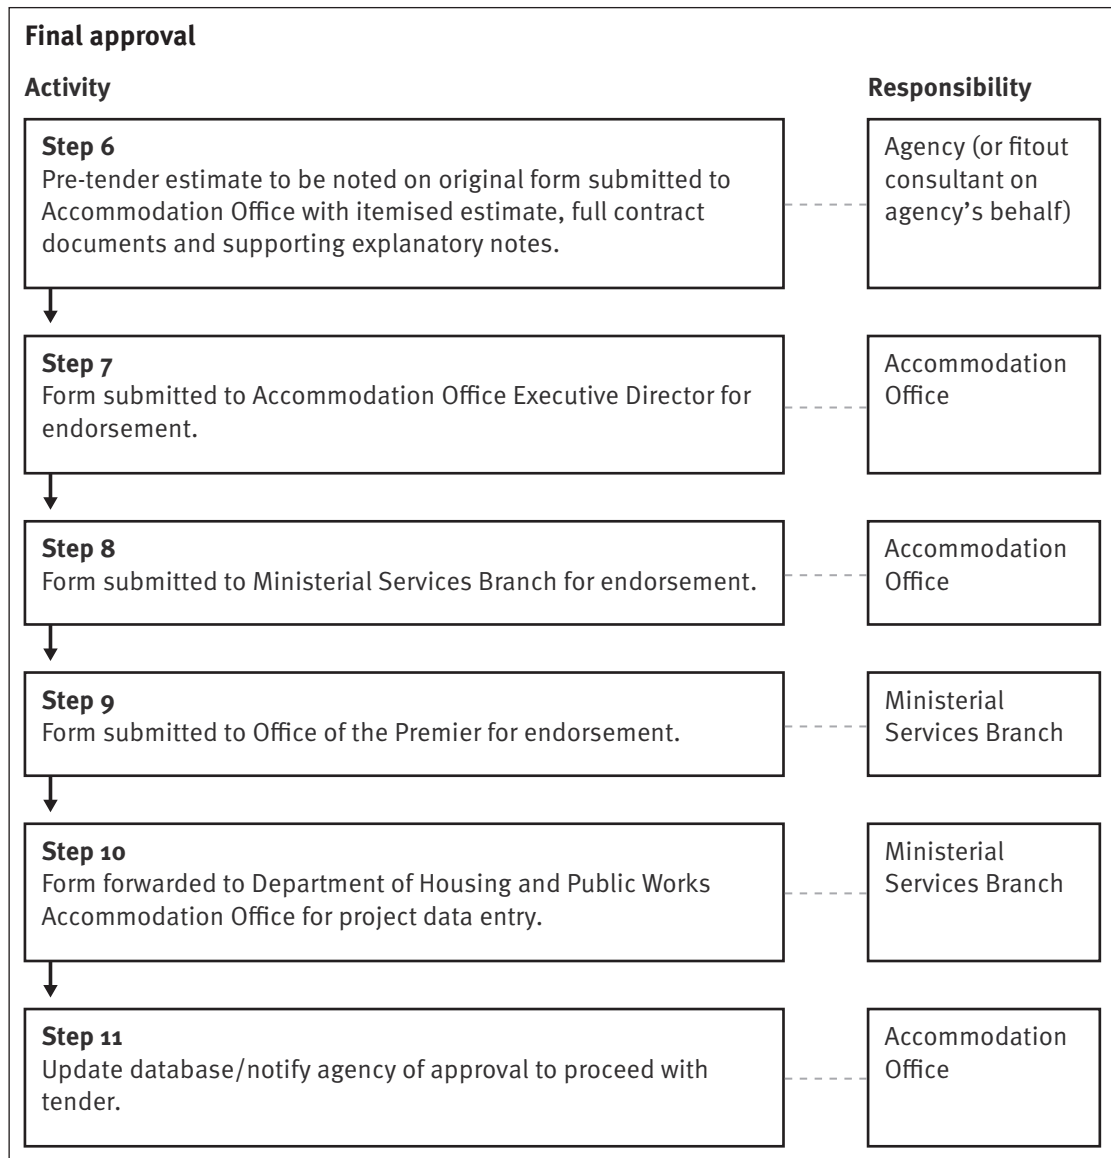 Final approval
Activity
Responsibility
Step 6
Pre-tender estimate to be noted on original form submitted to
Accommodation Office with itemised estimate, full contract
documents and supporting explanatory notes.
Agency (or fitout
consultant on
agency’s behalf)
Step 7
Form submitted to Accommodation Office Executive Director for
endorsement.
Accommodation
Office
Step 8
Form submitted to Ministerial Services Branch for endorsement.
Accommodation
Office
Step 9
Form submitted to Office of the Premier for endorsement.
Ministerial
Services Branch
Step 10
Form forwarded to Department of Housing and Public Works
Accommodation Office for project data entry.
Ministerial
Services Branch
Step 11
Update database/notify agency of approval to proceed with
tender.
Accommodation
Office